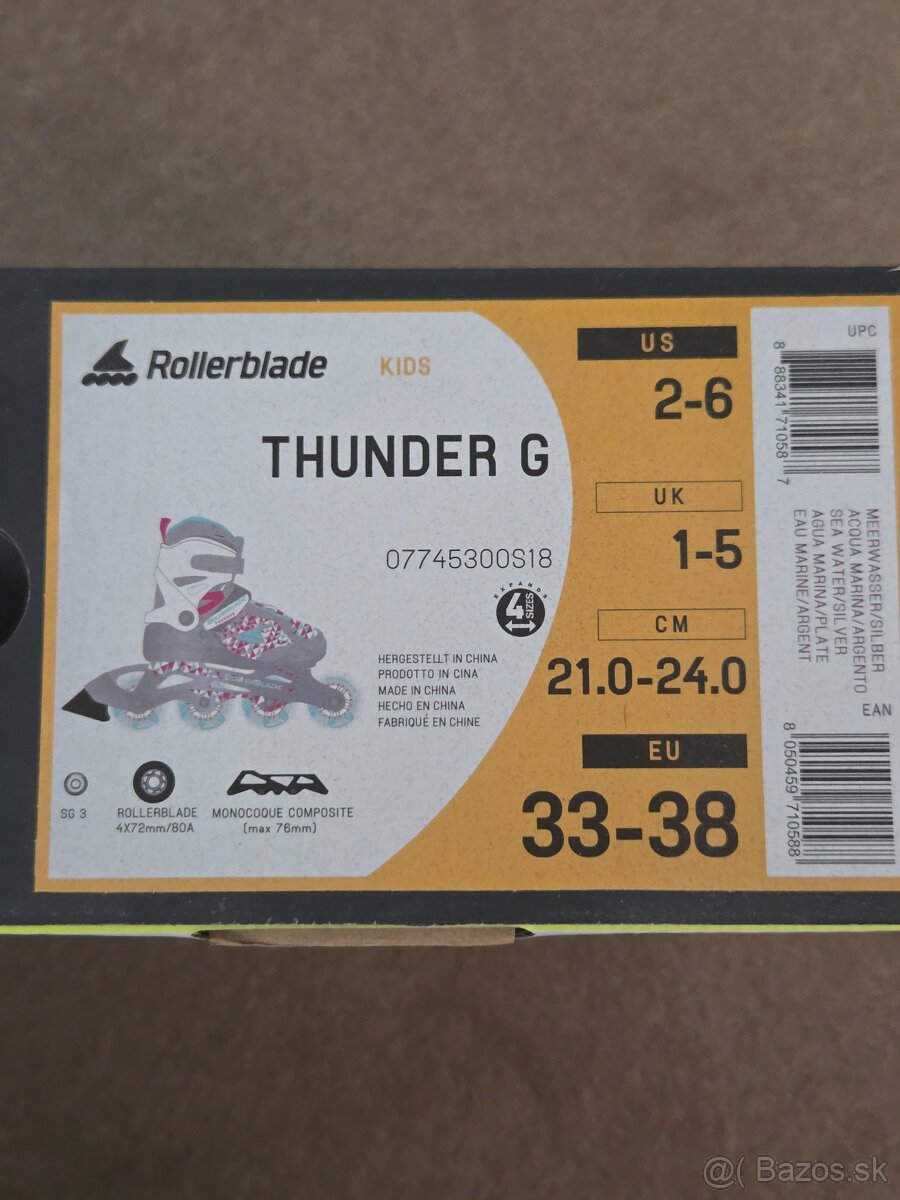 Rollerblade KIDS
THUNDER G
07745300S18
EXPANDS
4 SIZES
HERGESTELLT IN CHINA
PRODOTTO IN CINA
MADE IN CHINA
HECHO EN CHINA
FABRIQUÉ EN CHINE
SG 3
ROLLERBLADE
4X72mm/80A
MONOCOQUE COMPOSITE
(max 76mm)
US
2-6
UK
1-5
CM
21.0-24.0
EU
33-38
UPC
8 88341 71058 7
MEERWASSER/SILBER
ACQUA MARINA/ARGENTO
SEA WATER/SILVER
AGUA MARINA/PLATE
EAU MARINE/ARGENT
EAN
8 050459 710588
@( Bazos.sk